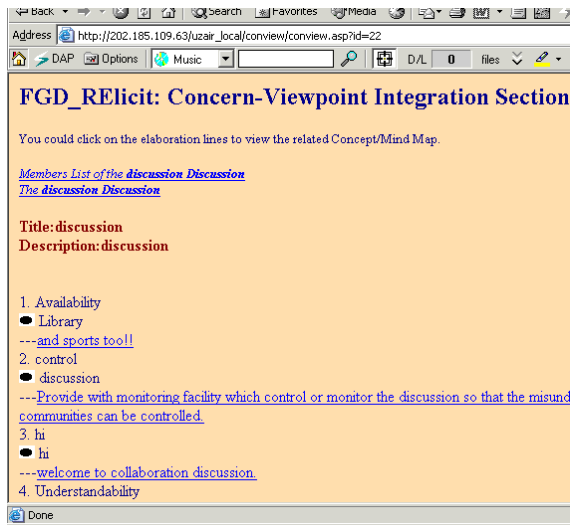 Back Search Favorites Media
Address http://202.185.109.63/uzair_local/conview/conview.asp?id=22
DAP Options Music D/L 0 files
FGD_RElicit: Concern-Viewpoint Integration Section
You could click on the elaboration lines to view the related Concept/Mind Map.
Members List of the discussion Discussion
The discussion Discussion
Title:discussion
Description:discussion
1. Availability
Library
---and sports too!!
2. control
discussion
---Provide with monitoring facility which control or monitor the discussion so that the misund
communities can be controlled.
3. hi
hi
---welcome to collaboration discussion.
4. Understandability
Done